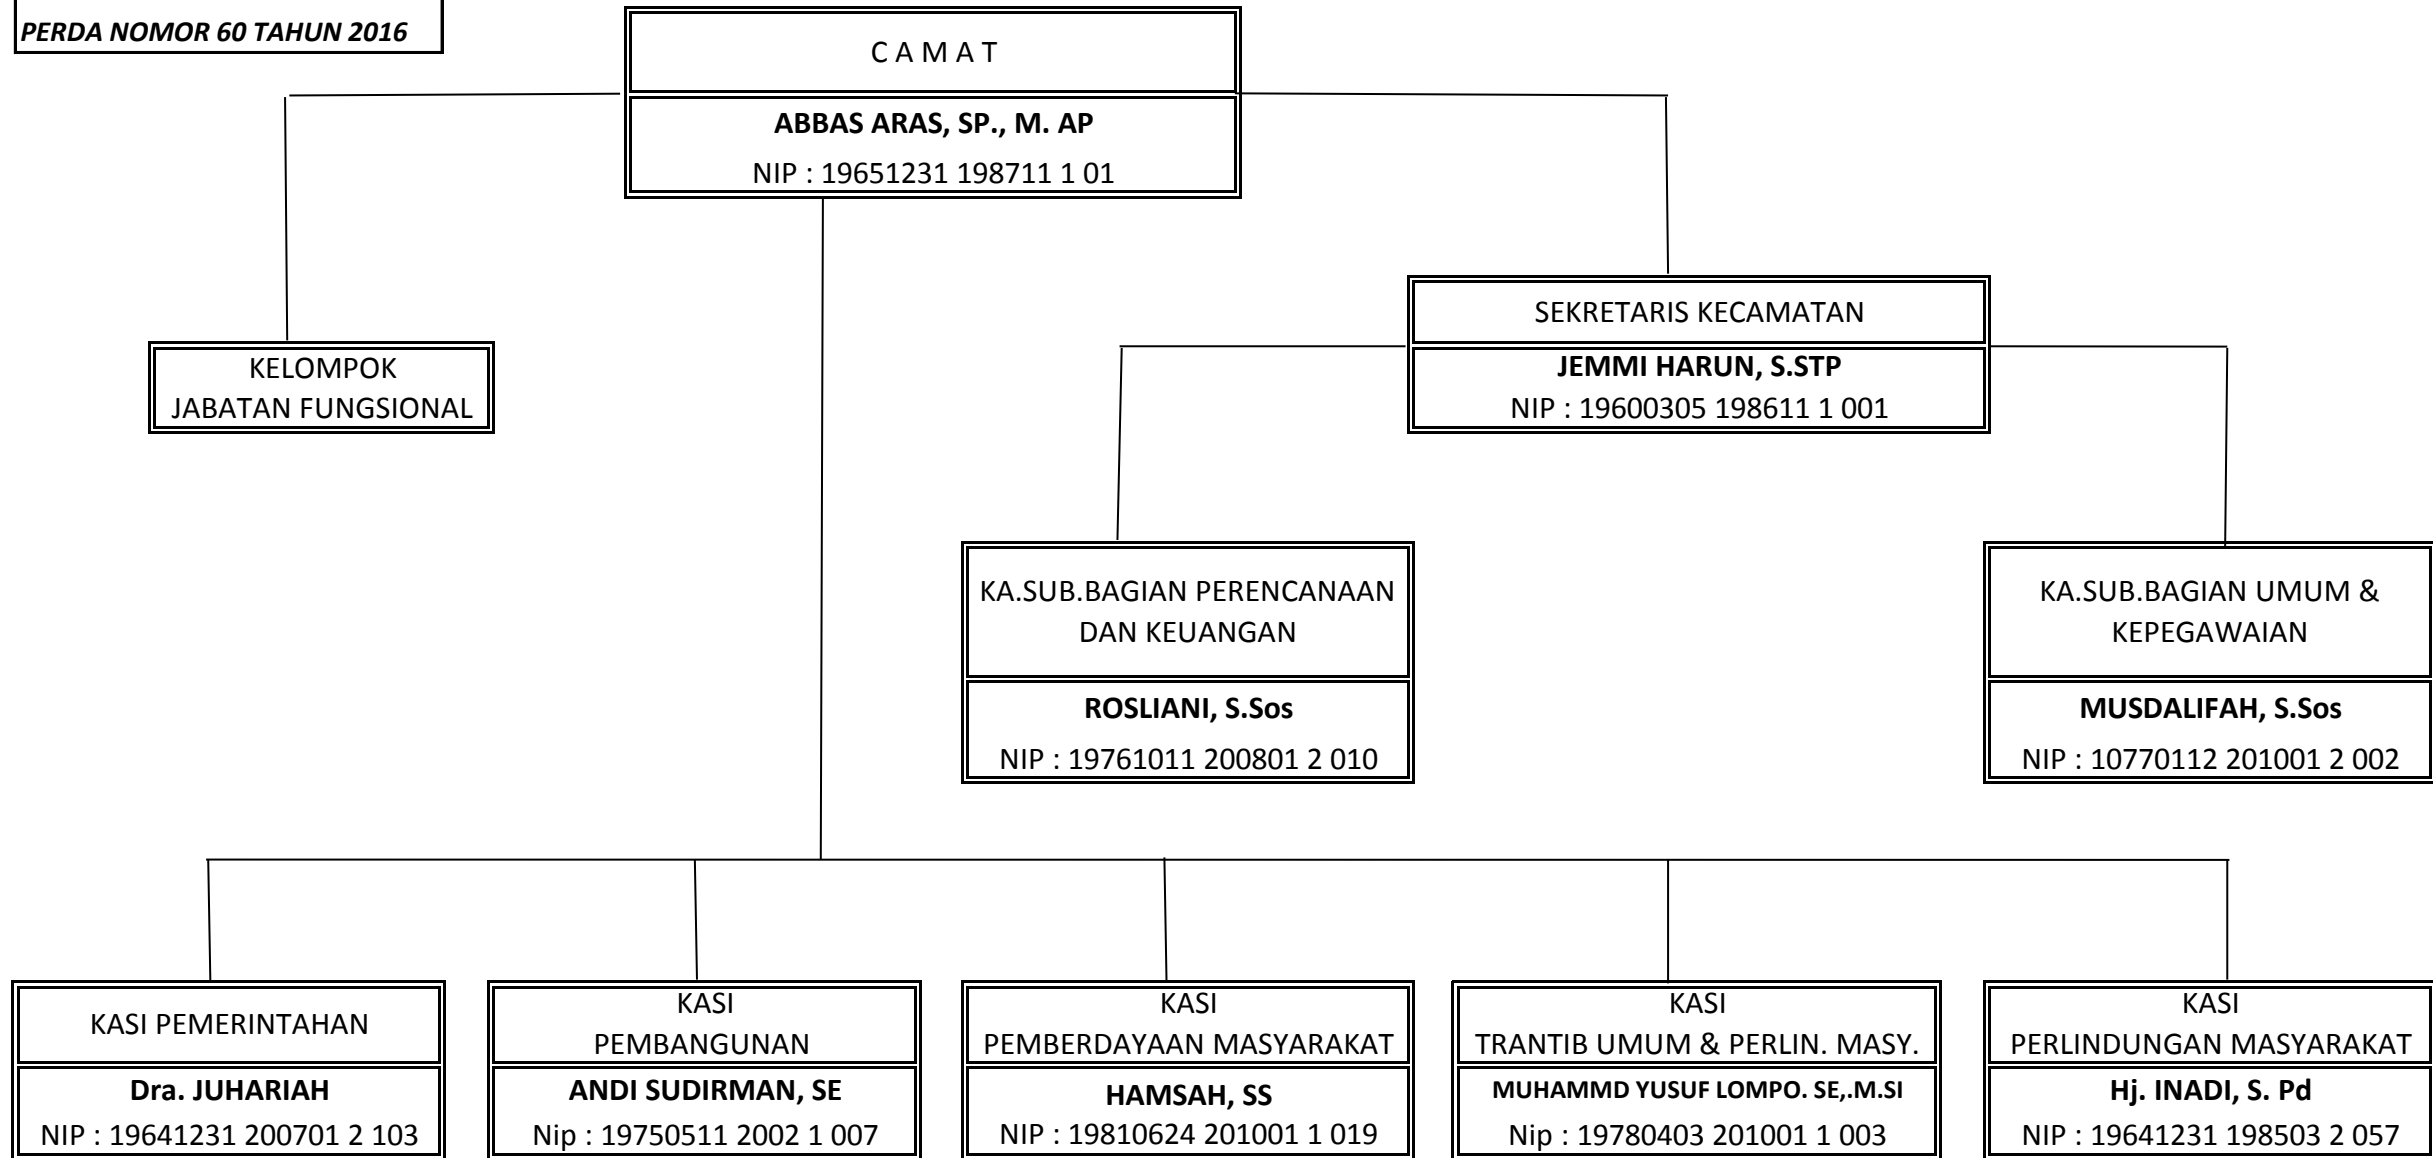 PERDA NOMOR 60 TAHUN 2016
C A M A T
ABBAS ARAS, SP., M. AP
NIP : 19651231 198711 1 01
SEKRETARIS KECAMATAN
JEMMI HARUN, S.STP
NIP : 19600305 198611 1 001
KELOMPOK
JABATAN FUNGSIONAL
KA.SUB.BAGIAN PERENCANAAN
DAN KEUANGAN
ROSLIANI, S.Sos
NIP : 19761011 200801 2 010
KA.SUB.BAGIAN UMUM &
KEPEGAWAIAN
MUSDALIFAH, S.Sos
NIP : 10770112 201001 2 002
KASI PEMERINTAHAN
Dra. JUHARIAH
NIP : 19641231 200701 2 103
KASI
PEMBANGUNAN
ANDI SUDIRMAN, SE
Nip : 19750511 2002 1 007
KASI
PEMBERDAYAAN MASYARAKAT
HAMSAH, SS
NIP : 19810624 201001 1 019
KASI
TRANTIB UMUM & PERLIN. MASY.
MUHAMMD YUSUF LOMPO. SE,.M.SI
Nip : 19780403 201001 1 003
KASI
PERLINDUNGAN MASYARAKAT
Hj. INADI, S. Pd
NIP : 19641231 198503 2 057